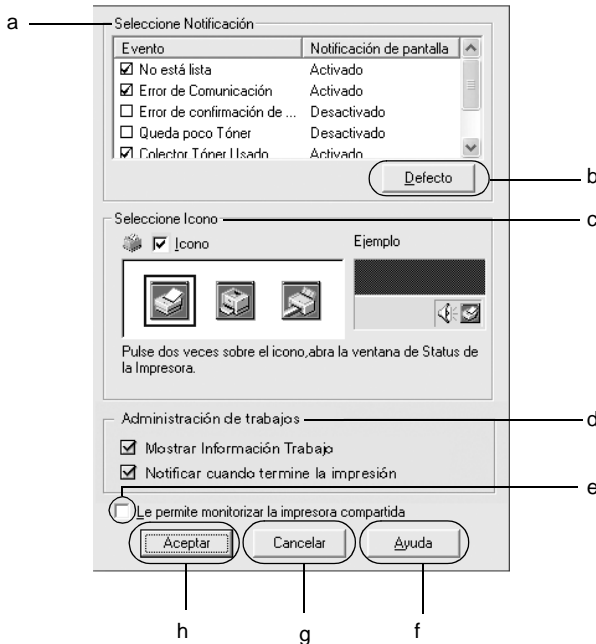 a
Seleccione Notificación
Evento Notificación de pantalla
No está lista Activado
Error de Comunicación Activado
Error de confirmación de ... Desactivado
Queda poco Tóner Desactivado
Colector Tóner Usado Activado
Defecto
b
Seleccione Icono
c
Icono Ejemplo
Pulse dos veces sobre el icono,abra la ventana de Status de
la Impresora.
Administración de trabajos
d
Mostrar Información Trabajo
Notificar cuando termine la impresión
e
Le permite monitorizar la impresora compartida
Aceptar Cancelar Ayuda
h g f